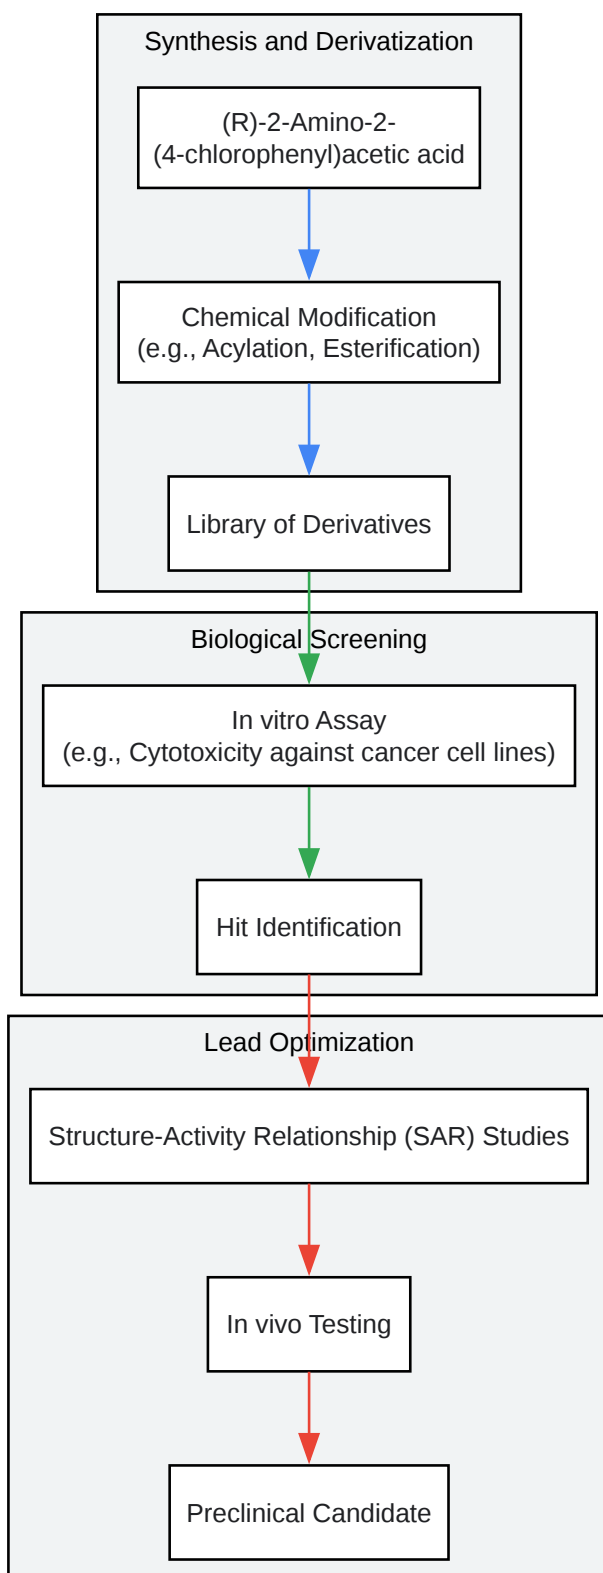 Synthesis and Derivatization
(R)-2-Amino-2-
(4-chlorophenyl)acetic acid
Chemical Modification
(e.g., Acylation, Esterification)
Library of Derivatives
Biological Screening
In vitro Assay
(e.g., Cytotoxicity against cancer cell lines)
Hit Identification
Lead Optimization
Structure-Activity Relationship (SAR) Studies
In vivo Testing
Preclinical Candidate